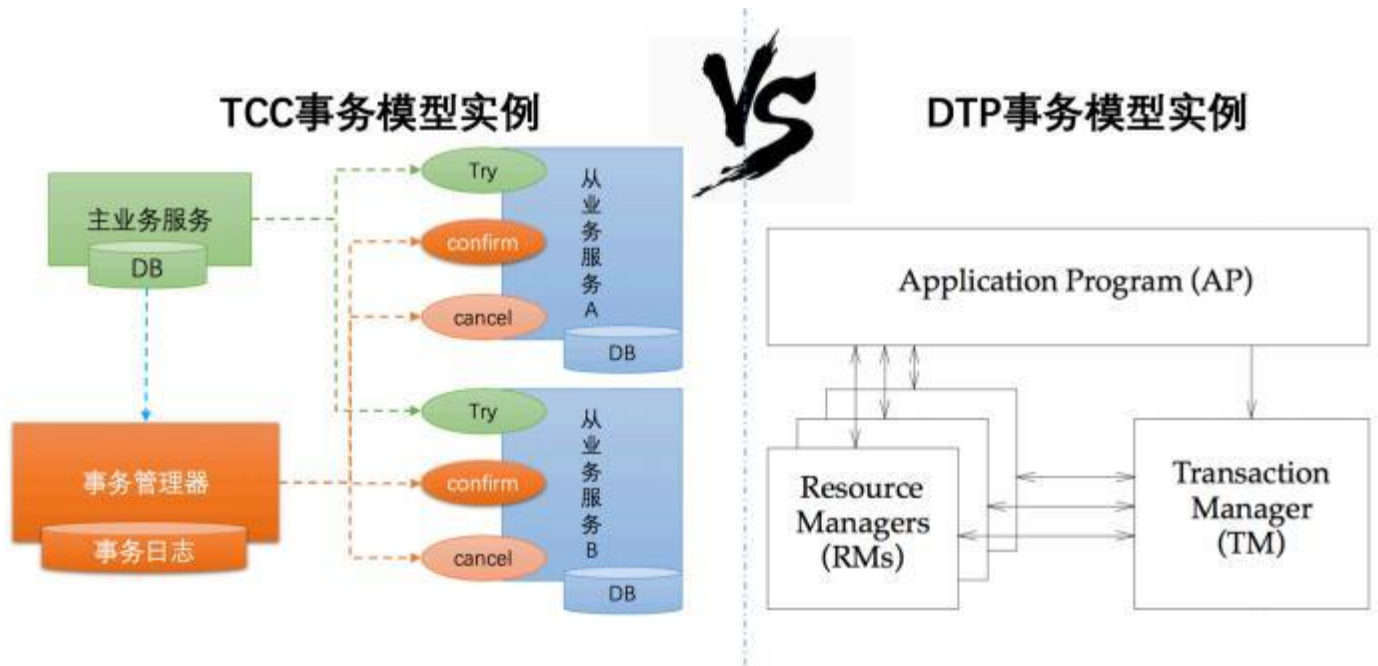 TCC事务模型实例
VS
DTP事务模型实例
主业务服务
DB
事务管理器
事务日志
Try
confirm
cancel
从业务服务A
DB
Try
confirm
cancel
从业务服务B
DB
Application Program (AP)
Resource
Managers
(RMs)
Transaction
Manager
(TM)